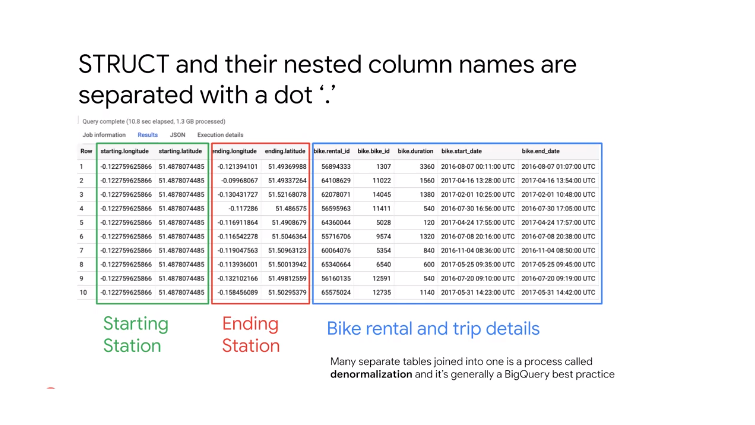 STRUCT and their nested column names are
separated with a dot ‘.’
Query complete (10.8 sec elapsed, 1.3 GB processed)
Job information Results JSON Execution details
Row starting.longitude starting.latitude ending.longitude ending.latitude bike.rental_id bike.bike_id bike.duration bike.start_date bike.end_date
1 -0.122759625866 51.4878074485 -0.121394101 51.49369988 56894333 1307 3360 2016-08-07 00:11:00 UTC 2016-08-07 01:07:00 UTC
2 -0.122759625866 51.4878074485 -0.09968067 51.49337264 64108629 11022 1560 2017-04-16 13:28:00 UTC 2017-04-16 13:54:00 UTC
3 -0.122759625866 51.4878074485 -0.130431727 51.52168078 62078071 14045 1380 2017-02-01 10:25:00 UTC 2017-02-01 10:48:00 UTC
4 -0.122759625866 51.4878074485 -0.117286 51.486575 56595963 11411 540 2016-07-30 16:56:00 UTC 2016-07-30 17:05:00 UTC
5 -0.122759625866 51.4878074485 -0.116911864 51.4908679 64360044 5028 120 2017-04-24 17:55:00 UTC 2017-04-24 17:57:00 UTC
6 -0.122759625866 51.4878074485 -0.116542278 51.5046364 55716706 9574 1320 2016-07-08 20:16:00 UTC 2016-07-08 20:38:00 UTC
7 -0.122759625866 51.4878074485 -0.119047563 51.50963123 60064076 5354 840 2016-11-04 08:36:00 UTC 2016-11-04 08:50:00 UTC
8 -0.122759625866 51.4878074485 -0.113936001 51.50013942 65340664 6540 600 2017-05-25 09:35:00 UTC 2017-05-25 09:45:00 UTC
9 -0.122759625866 51.4878074485 -0.132102166 51.49812559 56160135 12591 540 2016-07-20 09:10:00 UTC 2016-07-20 09:19:00 UTC
10 -0.122759625866 51.4878074485 -0.158456089 51.50295379 65575024 12735 1140 2017-05-31 14:23:00 UTC 2017-05-31 14:42:00 UTC
Starting
Station
Ending
Station
Bike rental and trip details
Many separate tables joined into one is a process called
denormalization and it’s generally a BigQuery best practice